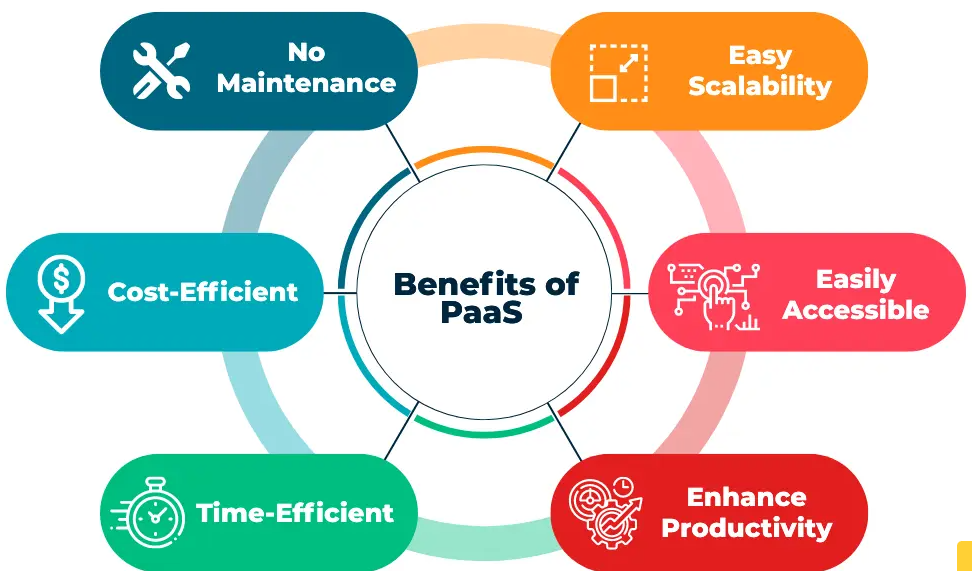 No
Maintenance
Easy
Scalability
Cost-Efficient
Benefits of
PaaS
Easily
Accessible
Time-Efficient
Enhance
Productivity